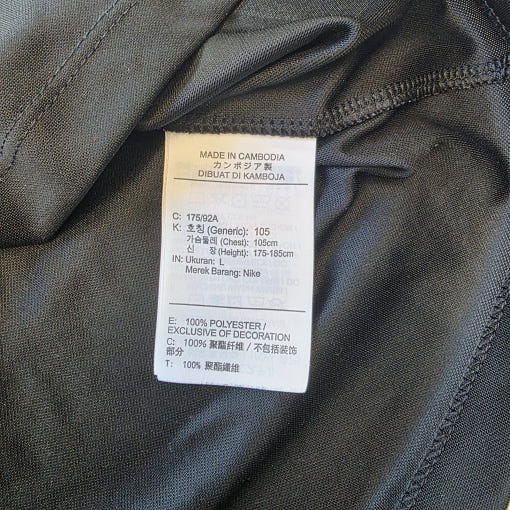 MADE IN CAMBODIA
カンボジア製
DIBUAT DI KAMBOJA
C: 175/92A
K: 호칭 (Generic): 105
가슴둘레 (Chest): 105cm
신 장 (Height): 175-185cm
IN: Ukuran: L
Merek Barang: Nike
E: 100% POLYESTER /
EXCLUSIVE OF DECORATION
C: 100% 聚酯纤维 / 不包括装饰
部分
T: 100% 聚酯纖維